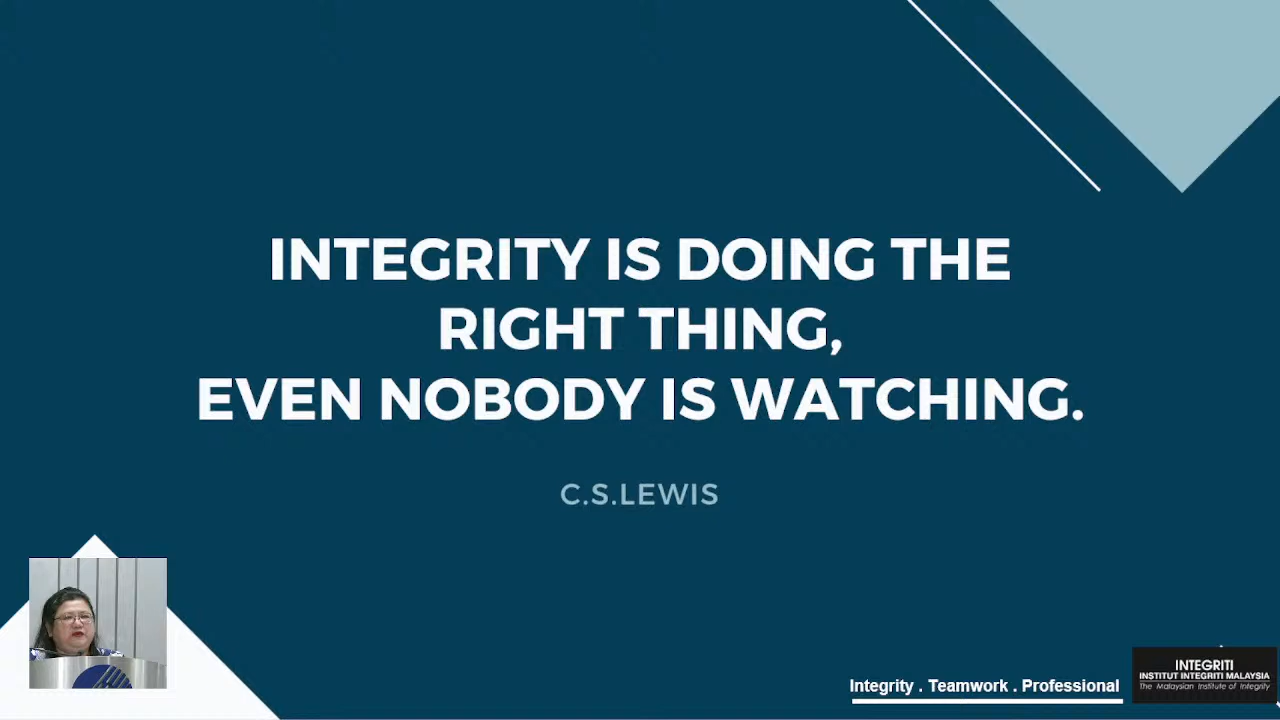 INTEGRITY IS DOING THE
RIGHT THING,
EVEN NOBODY IS WATCHING.
C.S.LEWIS
Integrity . Teamwork . Professional
INTEGRITI
INSTITUT INTEGRITI MALAYSIA
The Malaysian Institute of Integrity